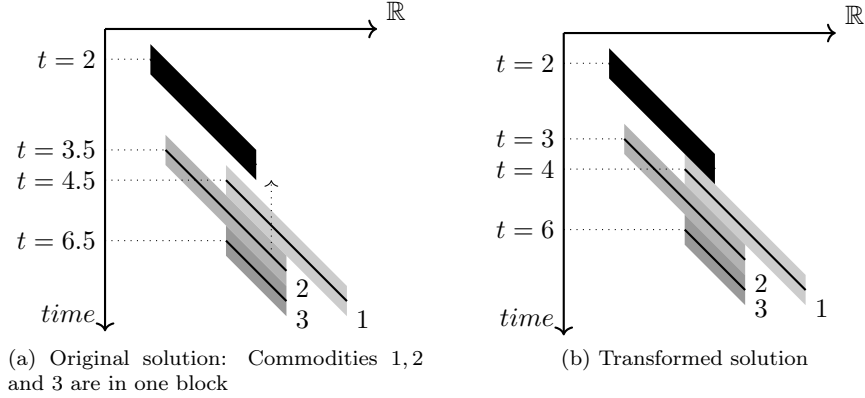 ℝ
t = 2
t = 3.5
t = 4.5
t = 6.5
2
3
1
time
(a) Original solution: Commodities 1, 2
and 3 are in one block
ℝ
t = 2
t = 3
t = 4
t = 6
2
3
1
time
(b) Transformed solution